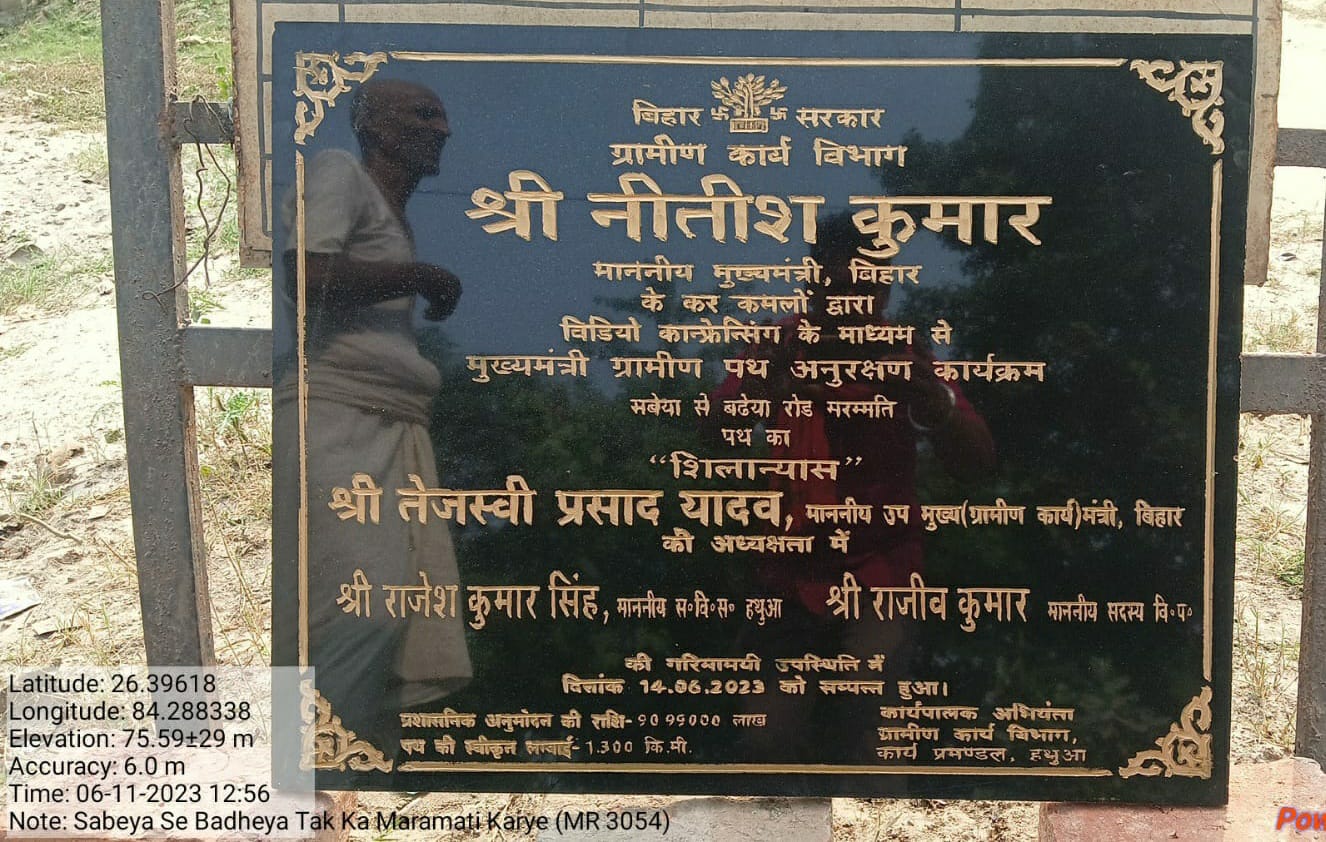 बिहार सरकार
ग्रामीण कार्य विभाग
श्री नीतीश कुमार
माननीय मुख्यमंत्री, बिहार
के कर कमलों द्वारा
विडियो कान्फ्रेन्सिंग के माध्यम से
मुख्यमंत्री ग्रामीण पथ अनुरक्षण कार्यक्रम
सबेया से बढेया रोड मरम्मति
पथ का
“शिलान्यास”
श्री तेजस्वी प्रसाद यादव, माननीय उप मुख्य(ग्रामीण कार्य)मंत्री, बिहार
की अध्यक्षता में
श्री राजेश कुमार सिंह, माननीय स०वि०स० हथुआ श्री राजीव कुमार माननीय सदस्य वि०प०
की गरिमामयी उपस्थिति में
दिनांक 14.06.2023 को सम्पन्न हुआ।
प्रशासनिक अनुमोदन की राशि- लाख
पथ की स्वीकृत लम्बाई-1.300 कि.मी.
कार्यपालक अभियंता
ग्रामीण कार्य विभाग,
कार्य प्रमण्डल, हथुआ
Latitude: 26.39618
Longitude: 84.288338
Elevation: 75.59±29 m
Accuracy: 6.0 m
Time: 06-11-2023 12:56
Note: Sabeya Se Badheya Tak Ka Maramati Karye (MR 3054)
Pow